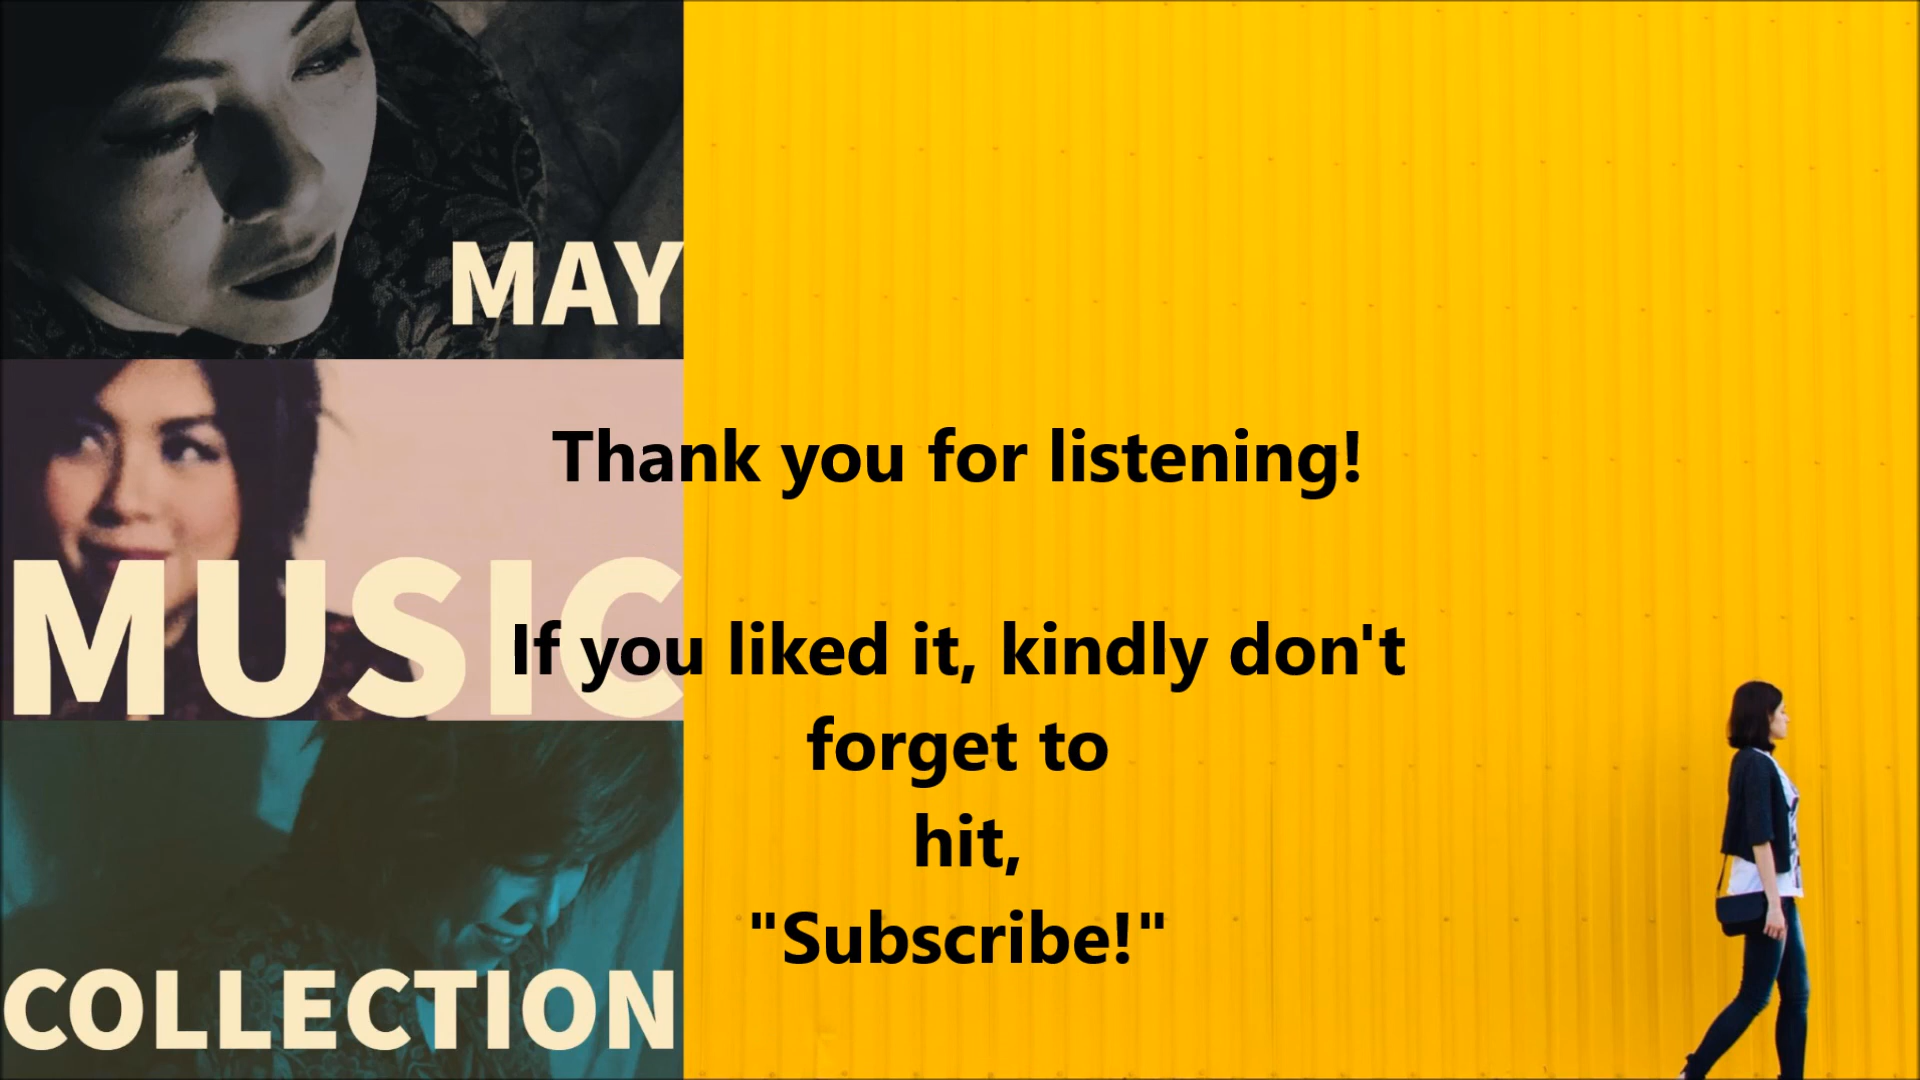 MAY
MUSIC
COLLECTION
Thank you for listening!
If you liked it, kindly don't
forget to
hit,
"Subscribe!"